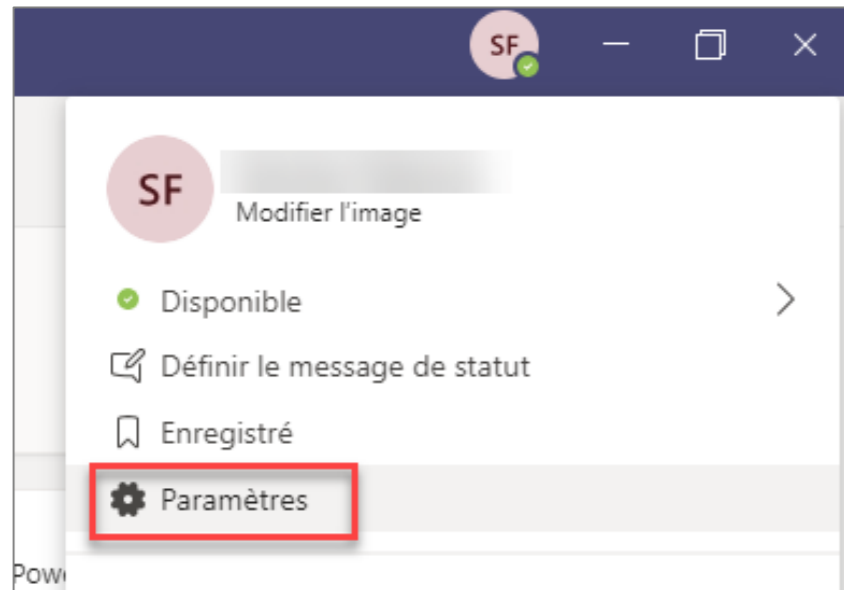 SF
SF
Modifier l'image
Disponible
Définir le message de statut
Enregistré
Paramètres